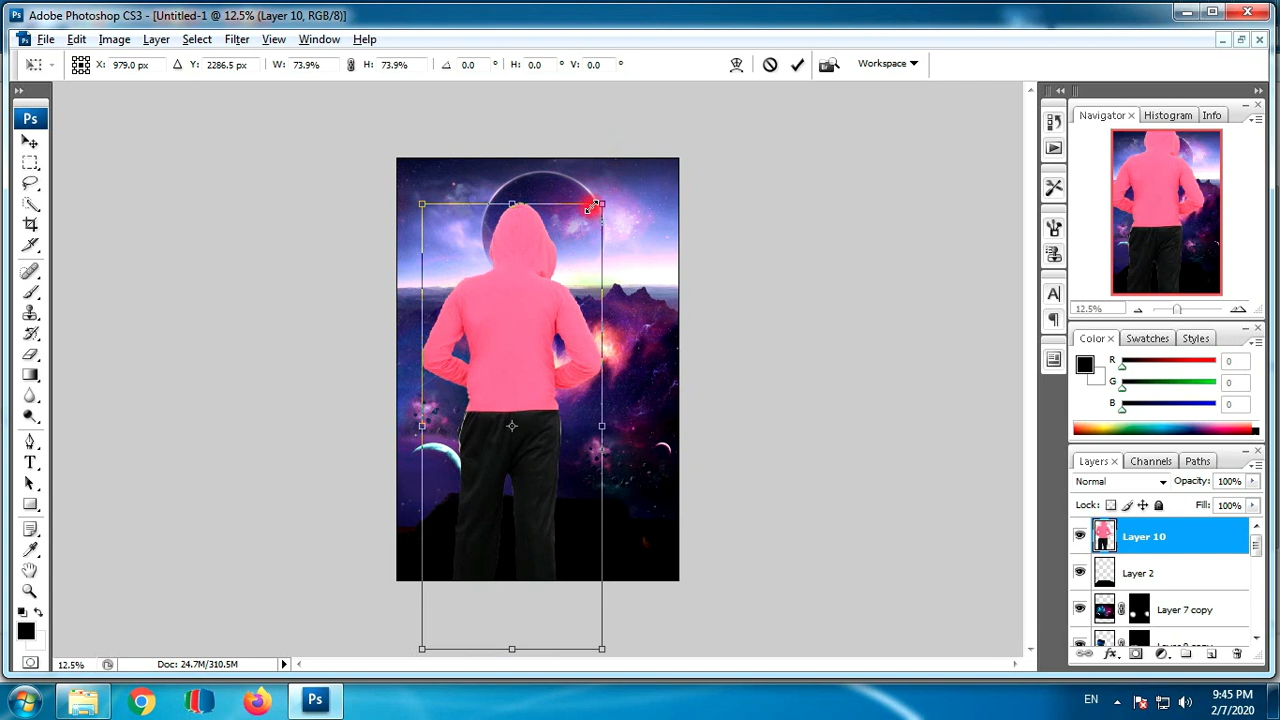 Ps Adobe Photoshop CS3 - [Untitled-1 @ 12.5% (Layer 10, RGB/8)]
File Edit Image Layer Select Filter View Window Help
X: 979.0 px Y: 2286.5 px W: 73.9% H: 73.9% 0.0 ° H: 0.0 ° V: 0.0 ° Workspace
Ps
Navigator Histogram Info
12.5%
Color Swatches Styles
R 0
G 0
B 0
Layers Channels Paths
Normal Opacity: 100%
Lock: Fill: 100%
Layer 10
Layer 2
Layer 7 copy
12.5% Doc: 24.7M/310.5M
Ps EN 9:45 PM
2/7/2020